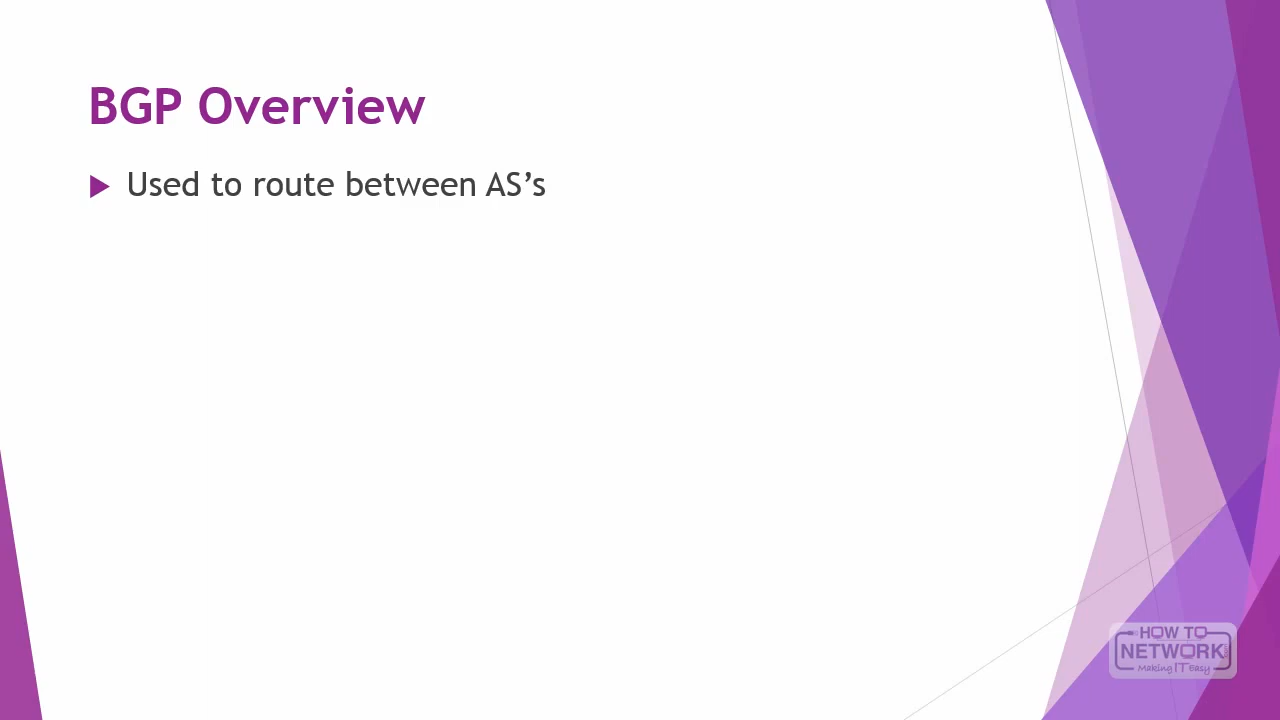 BGP Overview
Used to route between AS’s
HOW TO
NETWORK
Making IT Easy